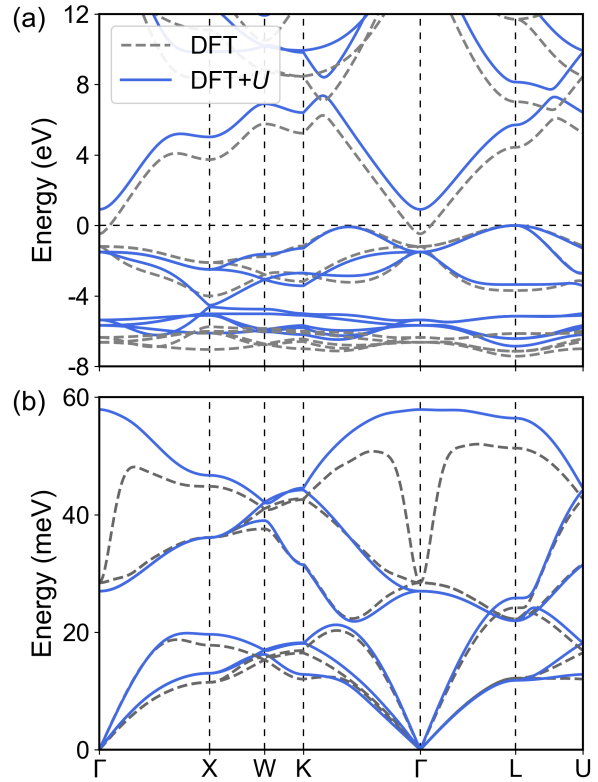 (a)
12
8
4
0
-4
-8
Energy (eV)
DFT
DFT+U
(b)
60
40
20
0
Energy (meV)
Γ X W K Γ L U